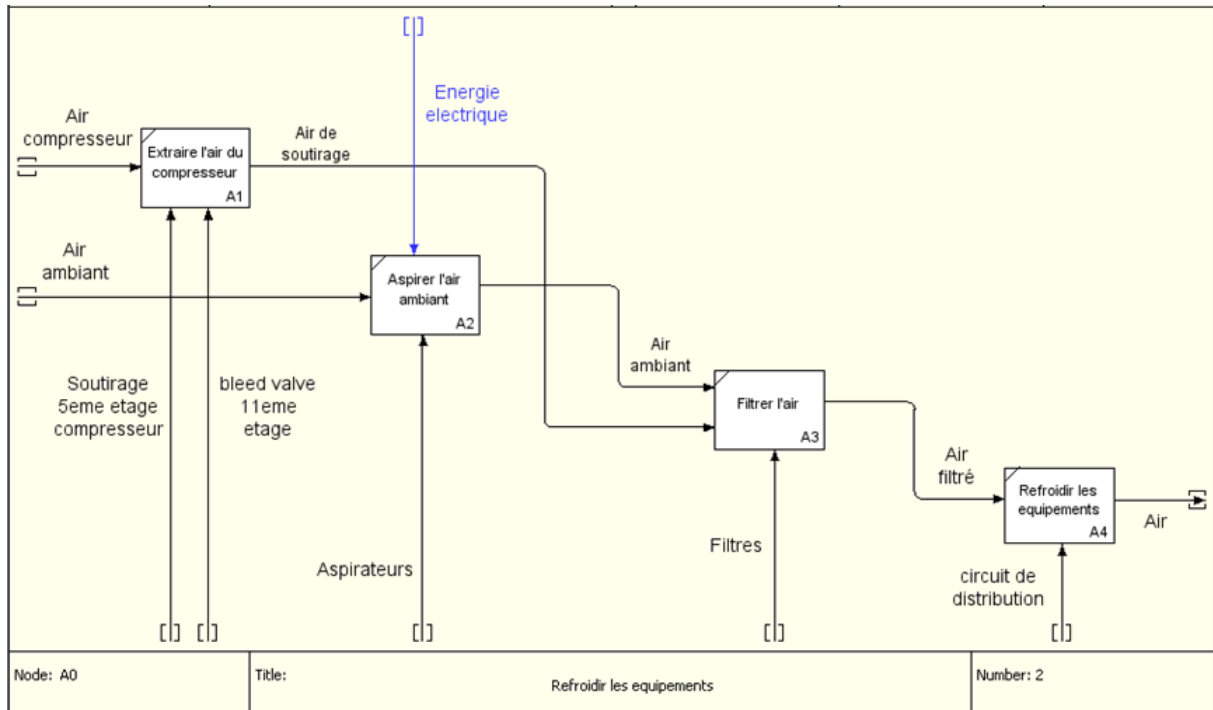 Energie
electrique
Air
compresseur
Extraire l'air du
compresseur
A1
Air de
soutirage
Air
ambiant
Aspirer l'air
ambiant
A2
Soutirage
5eme etage
compresseur
bleed valve
11eme
etage
Air
ambiant
Filtrer l'air
A3
Air
filtré
Refroidir les
equipements
A4
Air
Aspirateurs
Filtres
circuit de
distribution
Node: A0
Title:
Refroidir les equipements
Number: 2